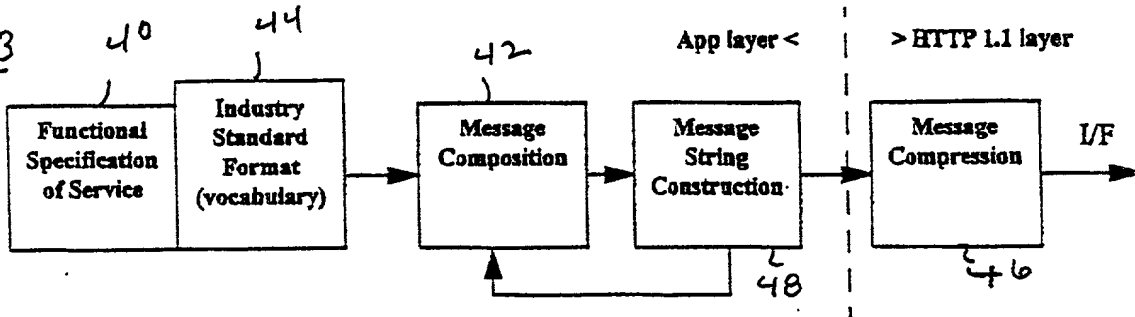 3
40
44
42
App layer <
> HTTP 1.1 layer
Functional
Specification
of Service
Industry
Standard
Format
(vocabulary)
Message
Composition
Message
String
Construction
Message
Compression
I/F
48
46